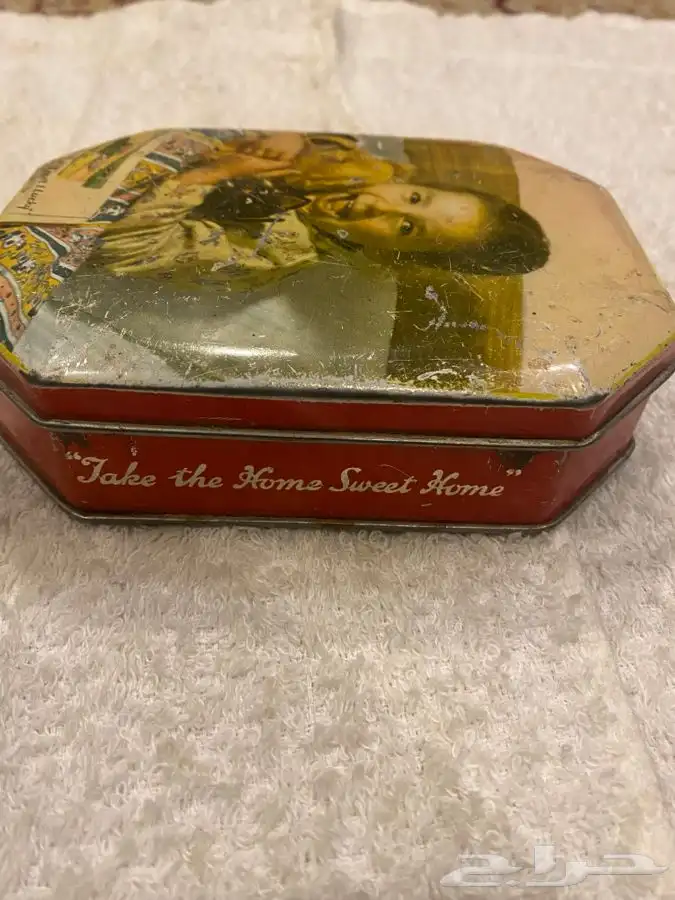 "Take the Home Sweet Home"
حراج